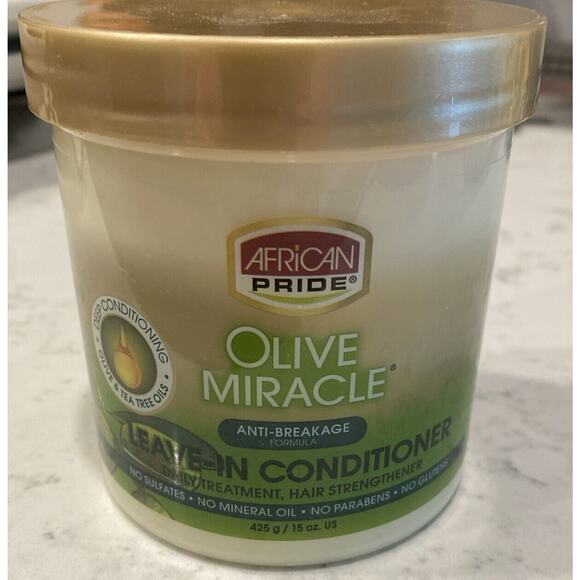 AFRICAN
PRIDE®
DEEP CONDITIONING
• OLIVE & TEA TREE OILS •
OLIVE
MIRACLE®
ANTI-BREAKAGE
- FORMULA
LEAVE-IN CONDITIONER
DAILY TREATMENT, HAIR STRENGTHENER
NO SULFATES • NO MINERAL OIL • NO PARABENS • NO GLUTENS
425 g / 15 oz. US